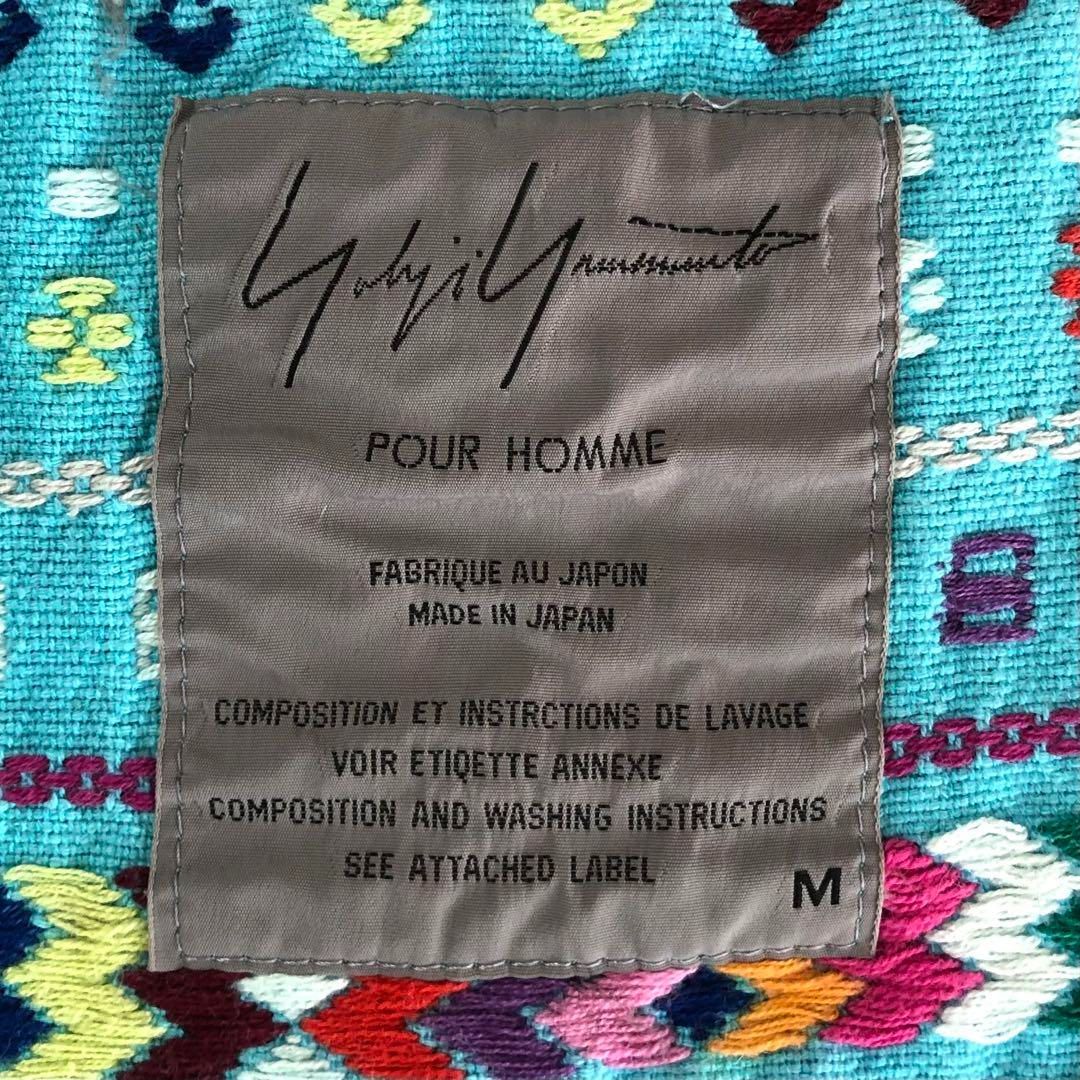 Yohji Yamamoto
POUR HOMME
FABRIQUE AU JAPON
MADE IN JAPAN
COMPOSITION ET INSTRCTIONS DE LAVAGE
VOIR ETIQETTE ANNEXE
COMPOSITION AND WASHING INSTRUCTIONS
SEE ATTACHED LABEL
M